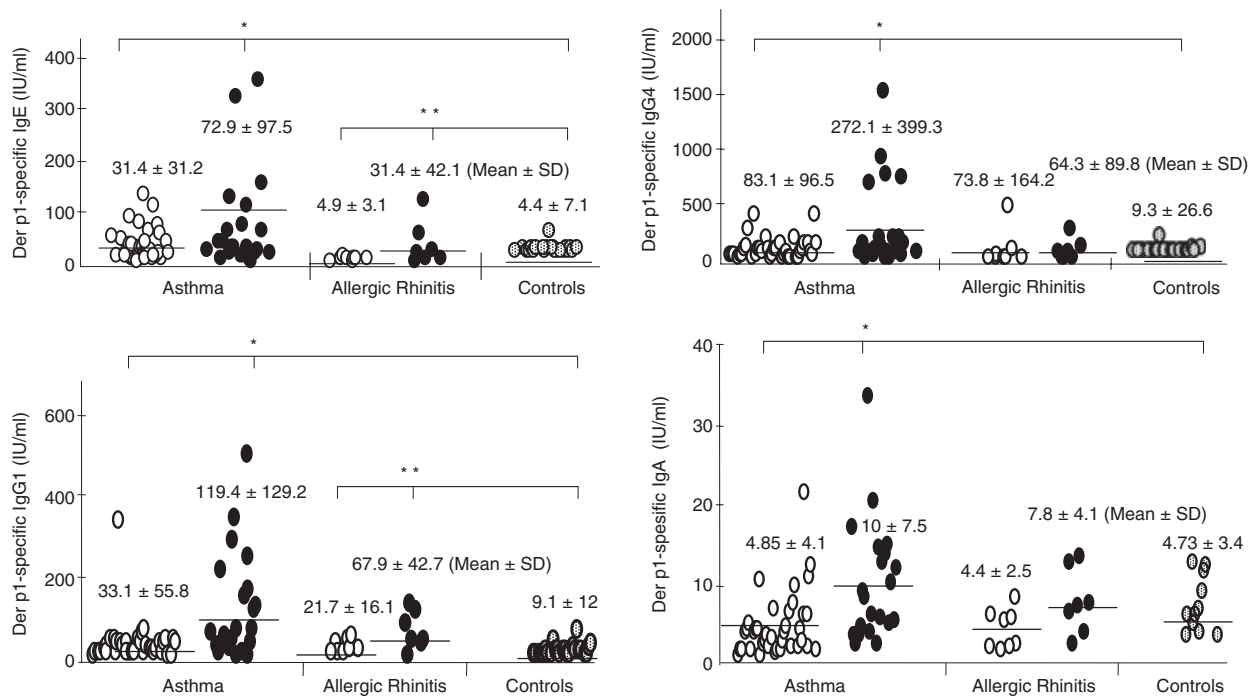 *
Der p1-specific IgE (IU/ml)
400
300
200
100
0
72.9 ± 97.5
* *
31.4 ± 31.2
31.4 ± 42.1 (Mean ± SD)
4.9 ± 3.1
4.4 ± 7.1
Asthma
Allergic Rhinitis
Controls
*
Der p1-specific IgG4 (IU/ml)
2000
1500
1000
500
0
272.1 ± 399.3
64.3 ± 89.8 (Mean ± SD)
83.1 ± 96.5
73.8 ± 164.2
9.3 ± 26.6
Asthma
Allergic Rhinitis
Controls
*
Der p1-specific IgG1 (IU/ml)
600
400
200
0
* *
119.4 ± 129.2
67.9 ± 42.7 (Mean ± SD)
33.1 ± 55.8
21.7 ± 16.1
9.1 ± 12
Asthma
Allergic Rhinitis
Controls
*
Der p1-spesific IgA (IU/ml)
40
30
20
10
0
10 ± 7.5
7.8 ± 4.1 (Mean ± SD)
4.85 ± 4.1
4.73 ± 3.4
4.4 ± 2.5
Asthma
Allergic Rhinitis
Controls